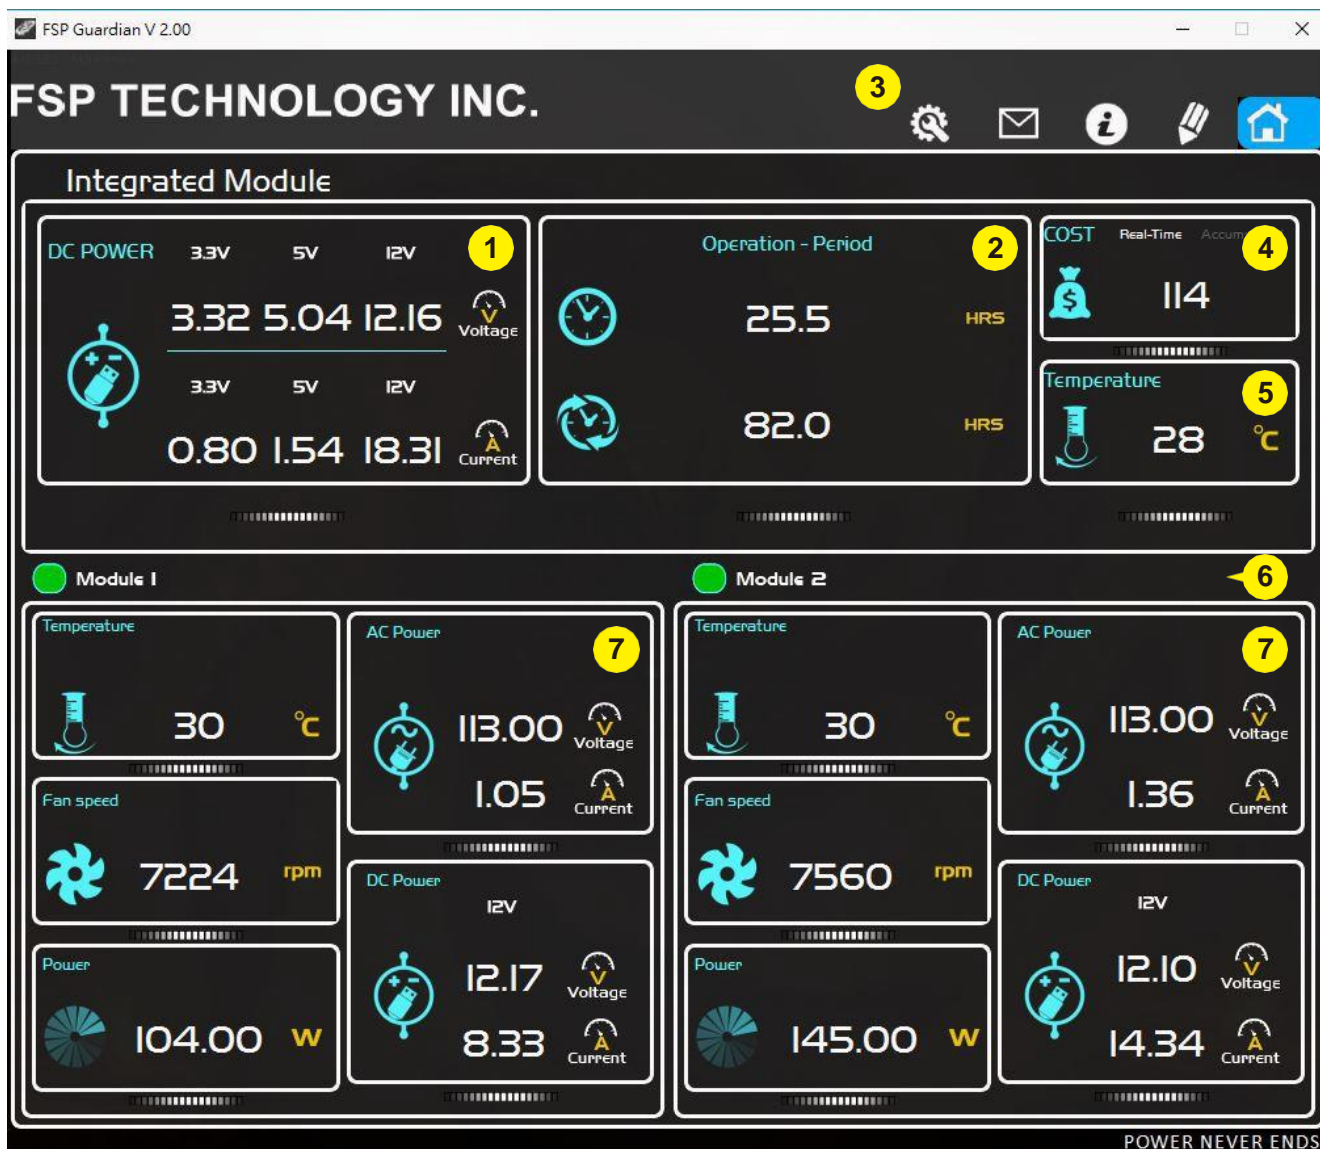 FSP Guardian V 2.00
FSP TECHNOLOGY INC.
3
Integrated Module
DC POWER 3.3V 5V 12V 1
3.32 5.04 12.16 V Voltage
3.3V 5V 12V
0.80 1.54 18.31 A Current
Operation - Period 2
25.5 HRS
82.0 HRS
COST Real-Time 4
$ 114
Temperature 5
28 °C
Module 1
Module 2 6
Temperature
30 °C
Fan speed
7224 rpm
Power
104.00 W
AC Power 7
113.00 V Voltage
1.05 A Current
DC Power
12V
12.17 V Voltage
8.33 A Current
Temperature
30 °C
Fan speed
7560 rpm
Power
145.00 W
AC Power 7
113.00 V Voltage
1.36 A Current
DC Power
12V
12.10 V Voltage
14.34 A Current
POWER NEVER ENDS